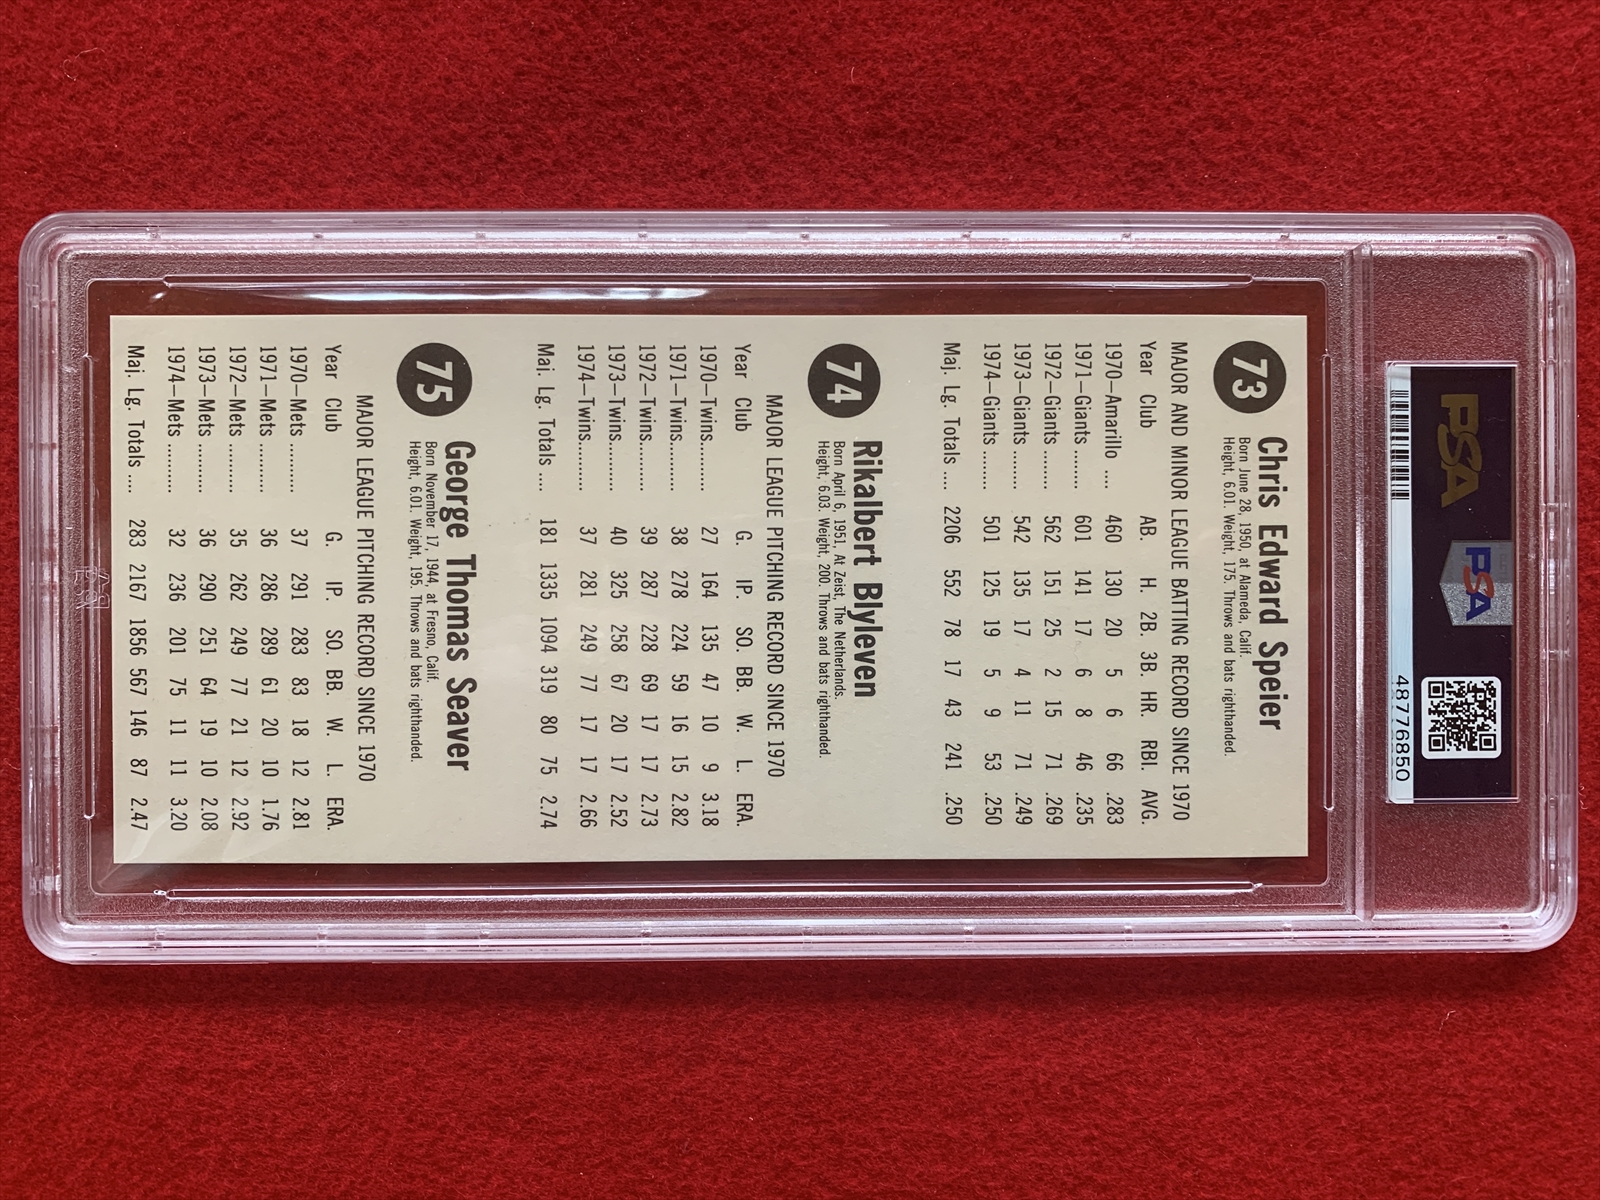 PSA
PSA
48776850
73
Chris Edward Speier
Born June 28, 1950, at Alameda, Calif.
Height, 6.01. Weight, 175. Throws and bats righthanded.
MAJOR AND MINOR LEAGUE BATTING RECORD SINCE 1970
Year Club AB. H. 2B. 3B. HR. RBI. AVG.
1970—Amarillo .... 460 130 20 5 6 66 .283
1971—Giants ........ 601 141 17 6 8 46 .235
1972—Giants ........ 562 151 25 2 15 71 .269
1973—Giants ........ 542 135 17 4 11 71 .249
1974—Giants ........ 501 125 19 5 9 53 .250
Maj. Lg. Totals .... 2206 552 78 17 43 241 .250
74
Rikalbert Blyleven
Born April 6, 1951, At Zeist, The Netherlands.
Height, 6.03. Weight, 200. Throws and bats righthanded.
MAJOR LEAGUE PITCHING RECORD SINCE 1970
Year Club G. IP. SO. BB. W. L. ERA.
1970—Twins......... 27 164 135 47 10 9 3.18
1971—Twins......... 38 278 224 59 16 15 2.82
1972—Twins......... 39 287 228 69 17 17 2.73
1973—Twins......... 40 325 258 67 20 17 2.52
1974—Twins......... 37 281 249 77 17 17 2.66
Maj. Lg. Totals .... 181 1335 1094 319 80 75 2.74
75
George Thomas Seaver
Born November 17, 1944, at Fresno, Calif.
Height, 6.01. Weight, 195. Throws and bats righthanded.
MAJOR LEAGUE PITCHING RECORD SINCE 1970
Year Club G. IP. SO. BB. W. L. ERA.
1970—Mets .......... 37 291 283 83 18 12 2.81
1971—Mets .......... 36 286 289 61 20 10 1.76
1972—Mets .......... 35 262 249 77 21 12 2.92
1973—Mets .......... 36 290 251 64 19 10 2.08
1974—Mets .......... 32 236 201 75 11 11 3.20
Maj. Lg. Totals .... 283 2167 1856 567 146 87 2.47
PSA